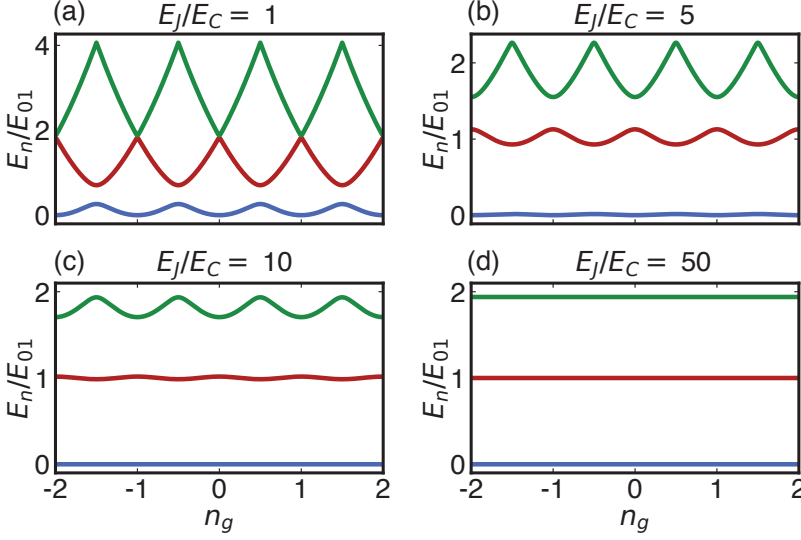 (a) E_J/E_C = 1
4
2
0
E_n/E_01
(b) E_J/E_C = 5
2
1
0
E_n/E_01
(c) E_J/E_C = 10
2
1
0
E_n/E_01
-2 -1 0 1 2
n_g
(d) E_J/E_C = 50
2
1
0
E_n/E_01
-2 -1 0 1 2
n_g